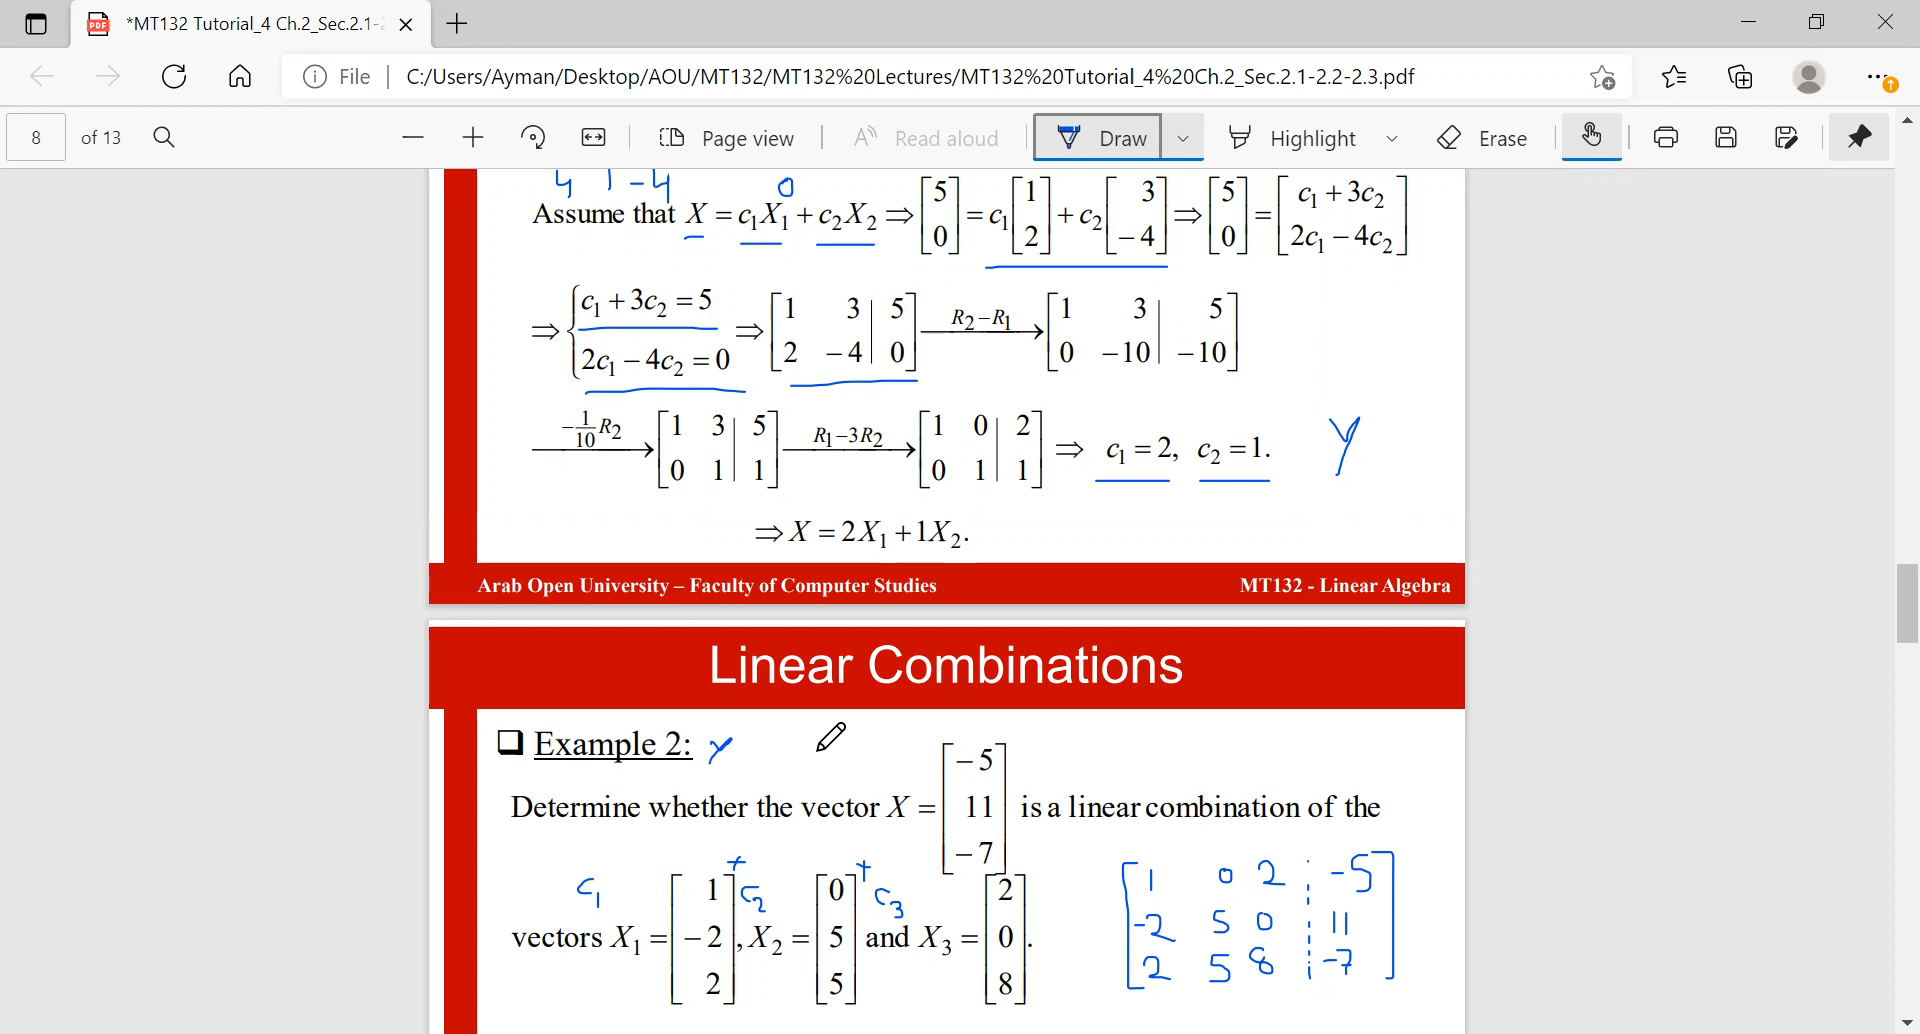 *MT132 Tutorial_4 Ch.2_Sec.2.1-2
File | C:/Users/Ayman/Desktop/AOU/MT132/MT132%20Lectures/MT132%20Tutorial_4%20Ch.2_Sec.2.1-2.2-2.3.pdf
8 of 13 Page view Read aloud Draw Highlight Erase
4 1 -4 0
Assume that X = c₁X₁ + c₂X₂ ⇒ [5; 0] = c₁[1; 2] + c₂[3; -4] ⇒ [5; 0] = [c₁ + 3c₂; 2c₁ - 4c₂]
⇒ {c₁ + 3c₂ = 5; 2c₁ - 4c₂ = 0 ⇒ [1 3 | 5; 2 -4 | 0] R₂-R₁ → [1 3 | 5; 0 -10 | -10]
-1/10 R₂ → [1 3 | 5; 0 1 | 1] R₁-3R₂ → [1 0 | 2; 0 1 | 1] ⇒ c₁ = 2, c₂ = 1.
⇒ X = 2X₁ + 1X₂.
Arab Open University – Faculty of Computer Studies MT132 - Linear Algebra
Linear Combinations
❑ Example 2:
Determine whether the vector X = [-5; 11; -7] is a linear combination of the
c₁ + c₂ + c₃
vectors X₁ = [1; -2; 2], X₂ = [0; 5; 5] and X₃ = [2; 0; 8].
[1 0 2 ⋮ -5
-2 5 0 ⋮ 11
2 5 8 ⋮ -7]